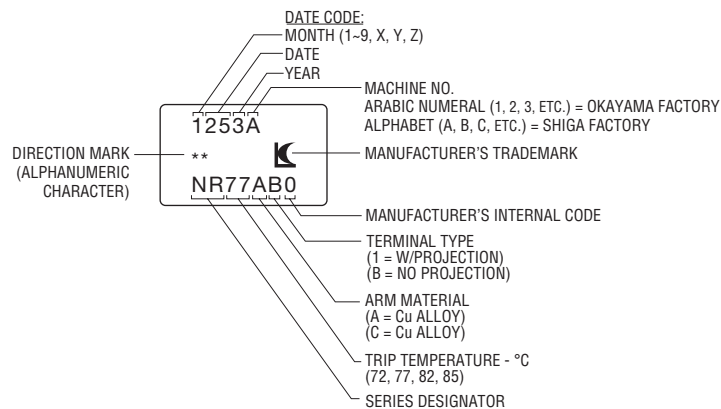 DATE CODE:
MONTH (1~9, X, Y, Z)
DATE
YEAR
MACHINE NO.
ARABIC NUMERAL (1, 2, 3, ETC.) = OKAYAMA FACTORY
ALPHABET (A, B, C, ETC.) = SHIGA FACTORY
1253A
DIRECTION MARK
(ALPHANUMERIC
CHARACTER)
**
MANUFACTURER'S TRADEMARK
NR77AB0
MANUFACTURER'S INTERNAL CODE
TERMINAL TYPE
(1 = W/PROJECTION)
(B = NO PROJECTION)
ARM MATERIAL
(A = Cu ALLOY)
(C = Cu ALLOY)
TRIP TEMPERATURE - °C
(72, 77, 82, 85)
SERIES DESIGNATOR